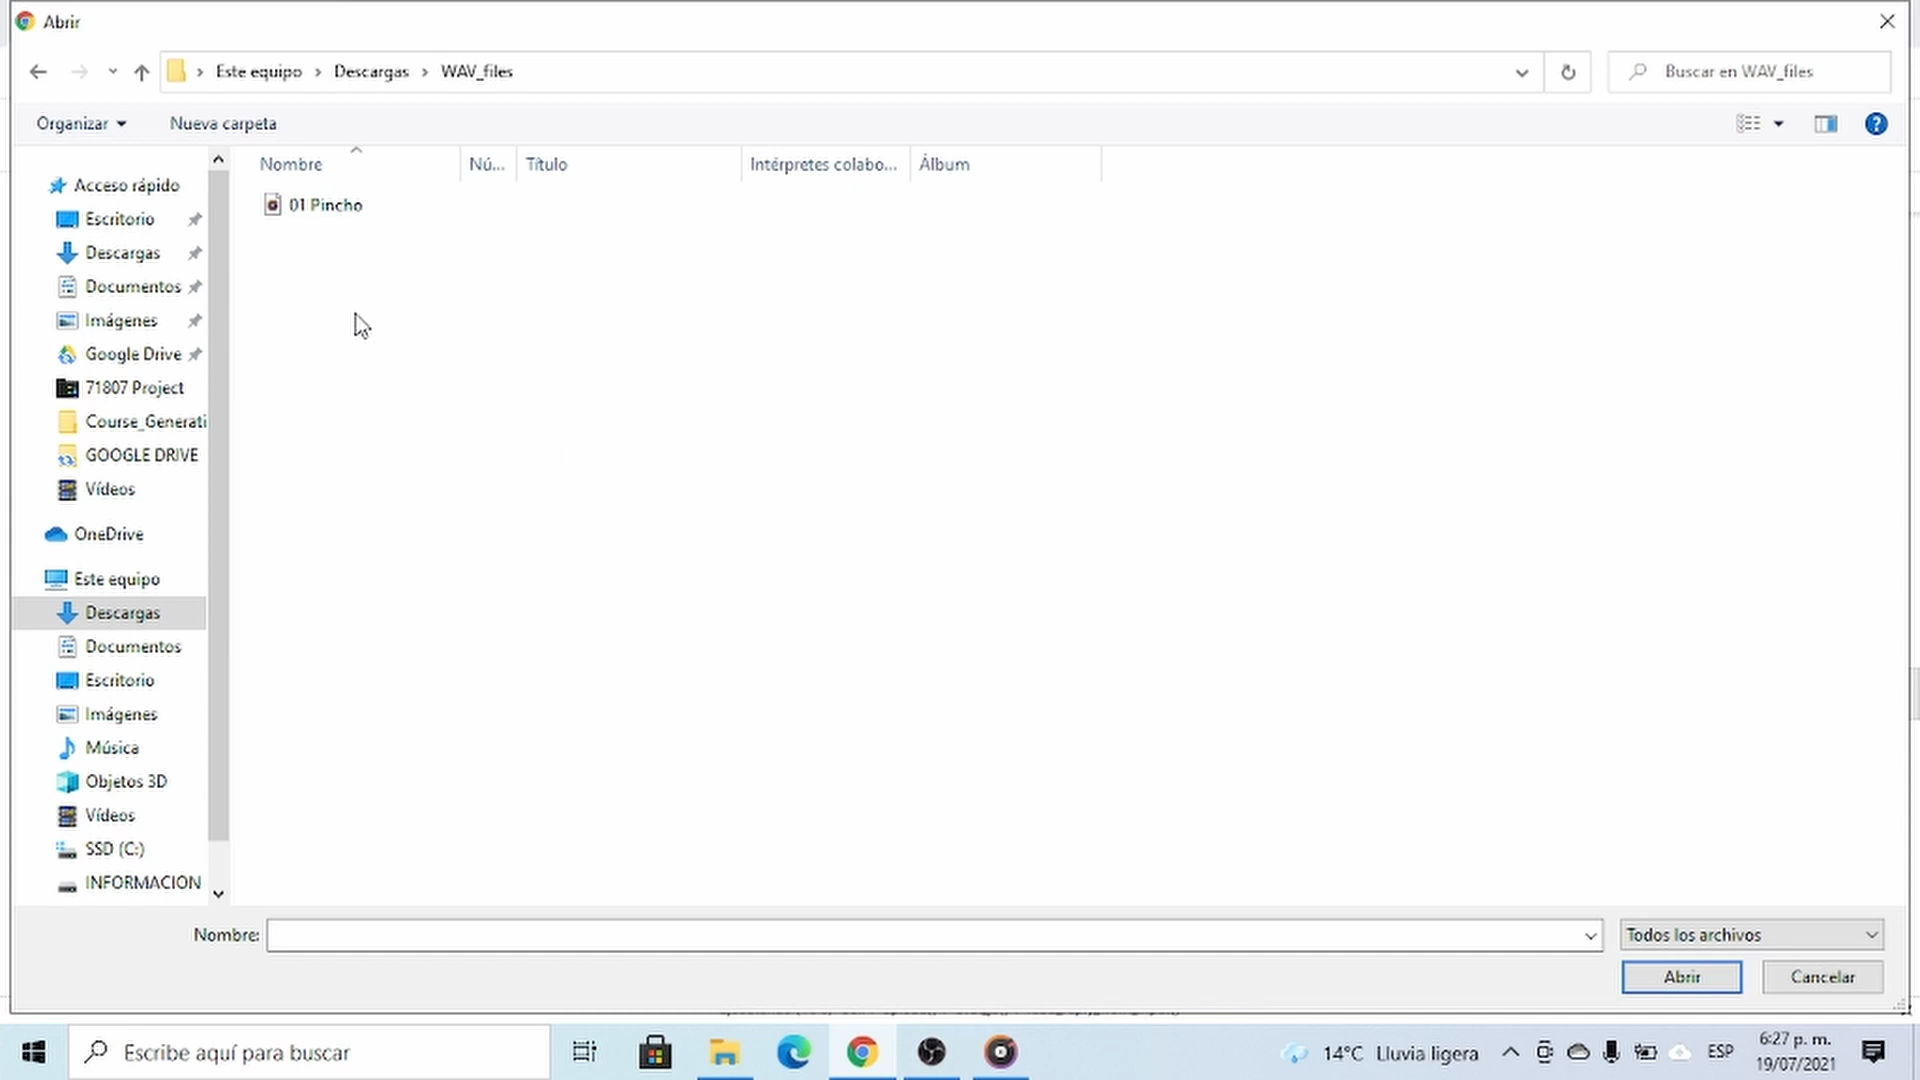 Abrir
Este equipo › Descargas › WAV_files
Buscar en WAV_files
Organizar
Nueva carpeta
Nombre
Nú...
Título
Intérpretes colabo...
Álbum
01 Pincho
Acceso rápido
Escritorio
Descargas
Documentos
Imágenes
Google Drive
71807 Project
Course_Generati
GOOGLE DRIVE
Vídeos
OneDrive
Este equipo
Descargas
Documentos
Escritorio
Imágenes
Música
Objetos 3D
Vídeos
SSD (C:)
INFORMACION
Nombre:
Todos los archivos
Abrir
Cancelar
Escribe aquí para buscar
14°C Lluvia ligera
ESP
6:27 p. m.
19/07/2021